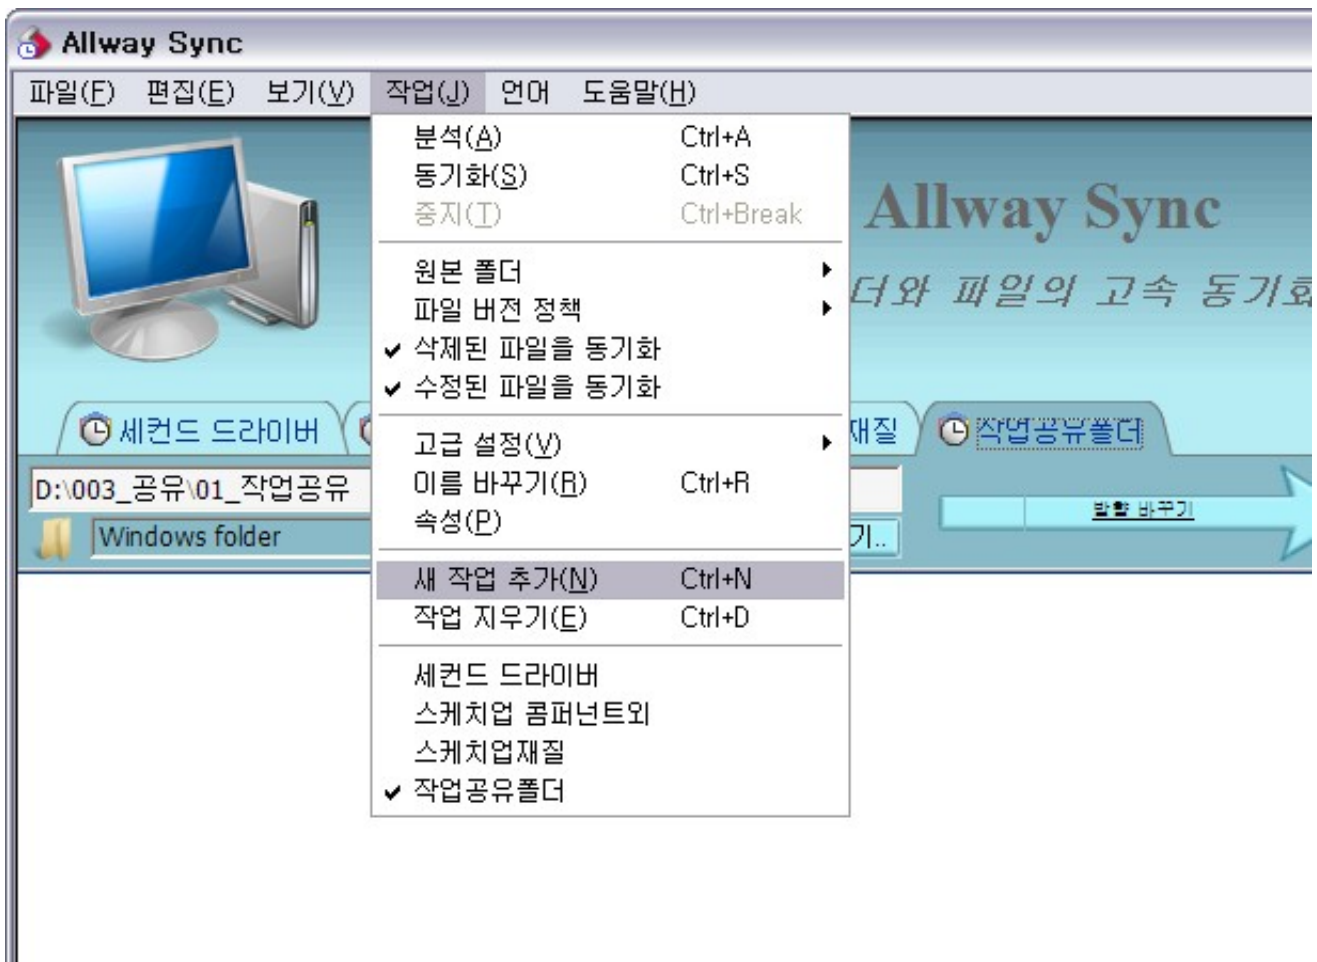 Allway Sync
파일(F) 편집(E) 보기(V) 작업(J) 언어 도움말(H)
분석(A) Ctrl+A
동기화(S) Ctrl+S
중지(T) Ctrl+Break
Allway Sync
더와 파일의 고속 동기화
원본 폴더
파일 버전 정책
삭제된 파일을 동기화
수정된 파일을 동기화
세컨드 드라이버 재질 작업공유폴더
고급 설정(V)
이름 바꾸기(R) Ctrl+R
속성(P)
D:\003_공유\01_작업공유
방향 바꾸기
Windows folder 기..
새 작업 추가(N) Ctrl+N
작업 지우기(E) Ctrl+D
세컨드 드라이버
스케치업 콤퍼넌트외
스케치업재질
작업공유폴더